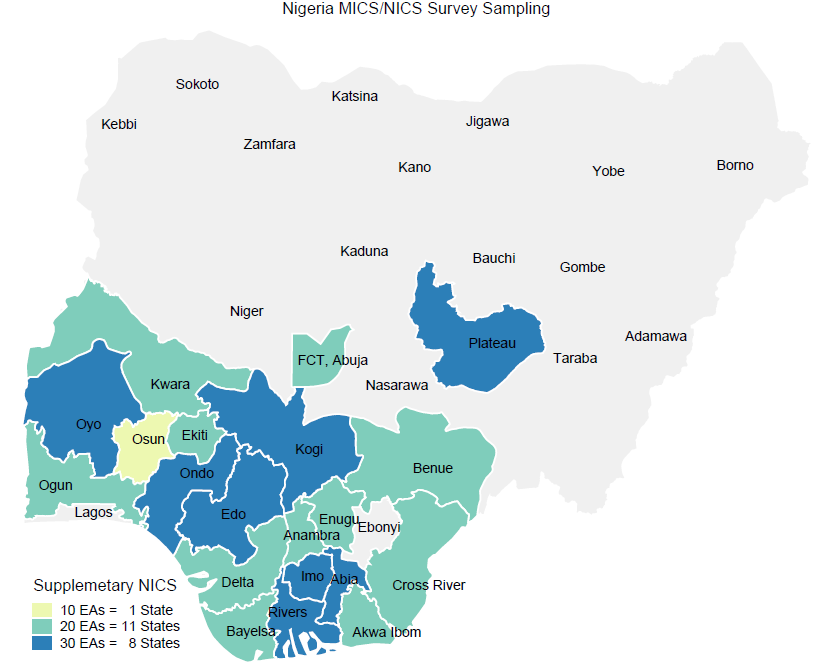 Nigeria MICS/NICS Survey Sampling
Sokoto
Katsina
Kebbi
Jigawa
Zamfara
Kano
Yobe
Borno
Kaduna
Bauchi
Gombe
Niger
Adamawa
Plateau
Taraba
FCT, Abuja
Kwara
Nasarawa
Oyo
Osun
Ekiti
Kogi
Benue
Ondo
Ogun
Lagos
Edo
Enugu
Ebonyi
Anambra
Delta
Imo
Abia
Cross River
Rivers
Bayelsa
Akwa Ibom
Supplemetary NICS
10 EAs = 1 State
20 EAs = 11 States
30 EAs = 8 States